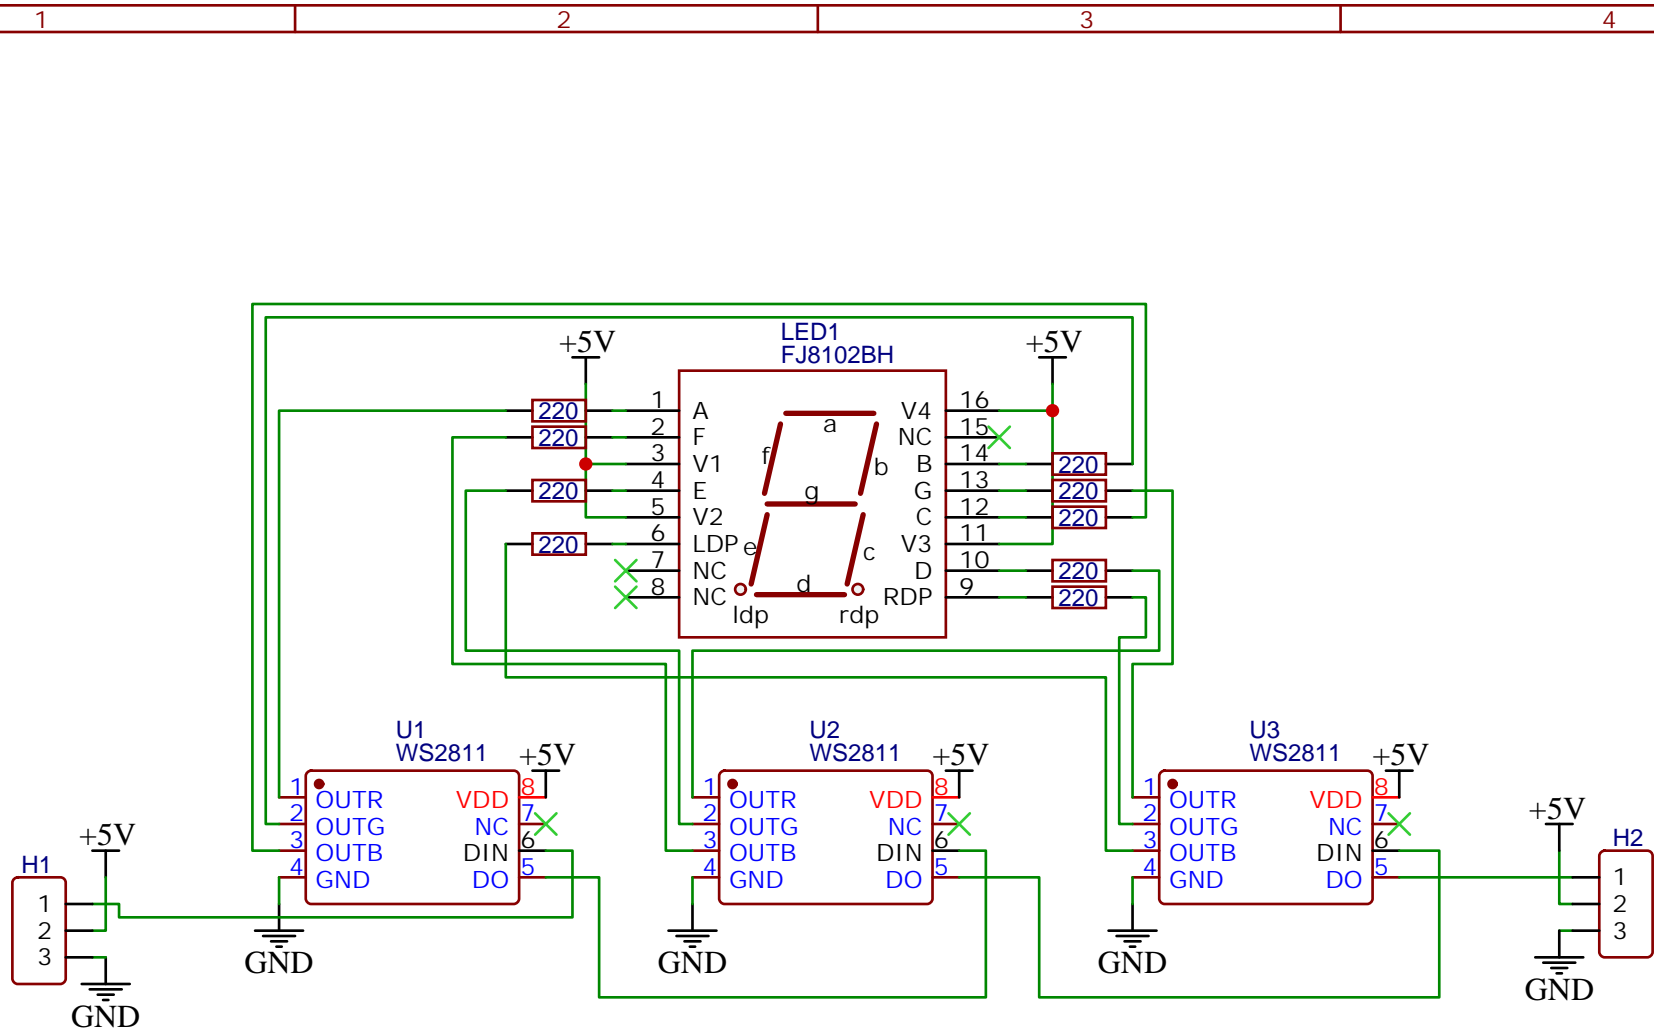 1 2 3 4
+5V LED1 +5V
FJ8102BH
220 1 A a V4 16
220 2 F f NC 15
3 V1 b B 14 220
220 4 E g G 13 220
5 V2 C 12 220
220 6 LDP e c V3 11
7 NC d D 10 220
8 NC RDP 9 220
ldp rdp
U1 U2 U3
WS2811 +5V WS2811 +5V WS2811 +5V
1 OUTR VDD 8 1 OUTR VDD 8 1 OUTR VDD 8
2 OUTG NC 7 2 OUTG NC 7 2 OUTG NC 7
3 OUTB DIN 6 3 OUTB DIN 6 3 OUTB DIN 6
4 GND DO 5 4 GND DO 5 4 GND DO 5
GND GND GND
+5V
H1
1
2
3
GND
+5V
H2
1
2
3
GND